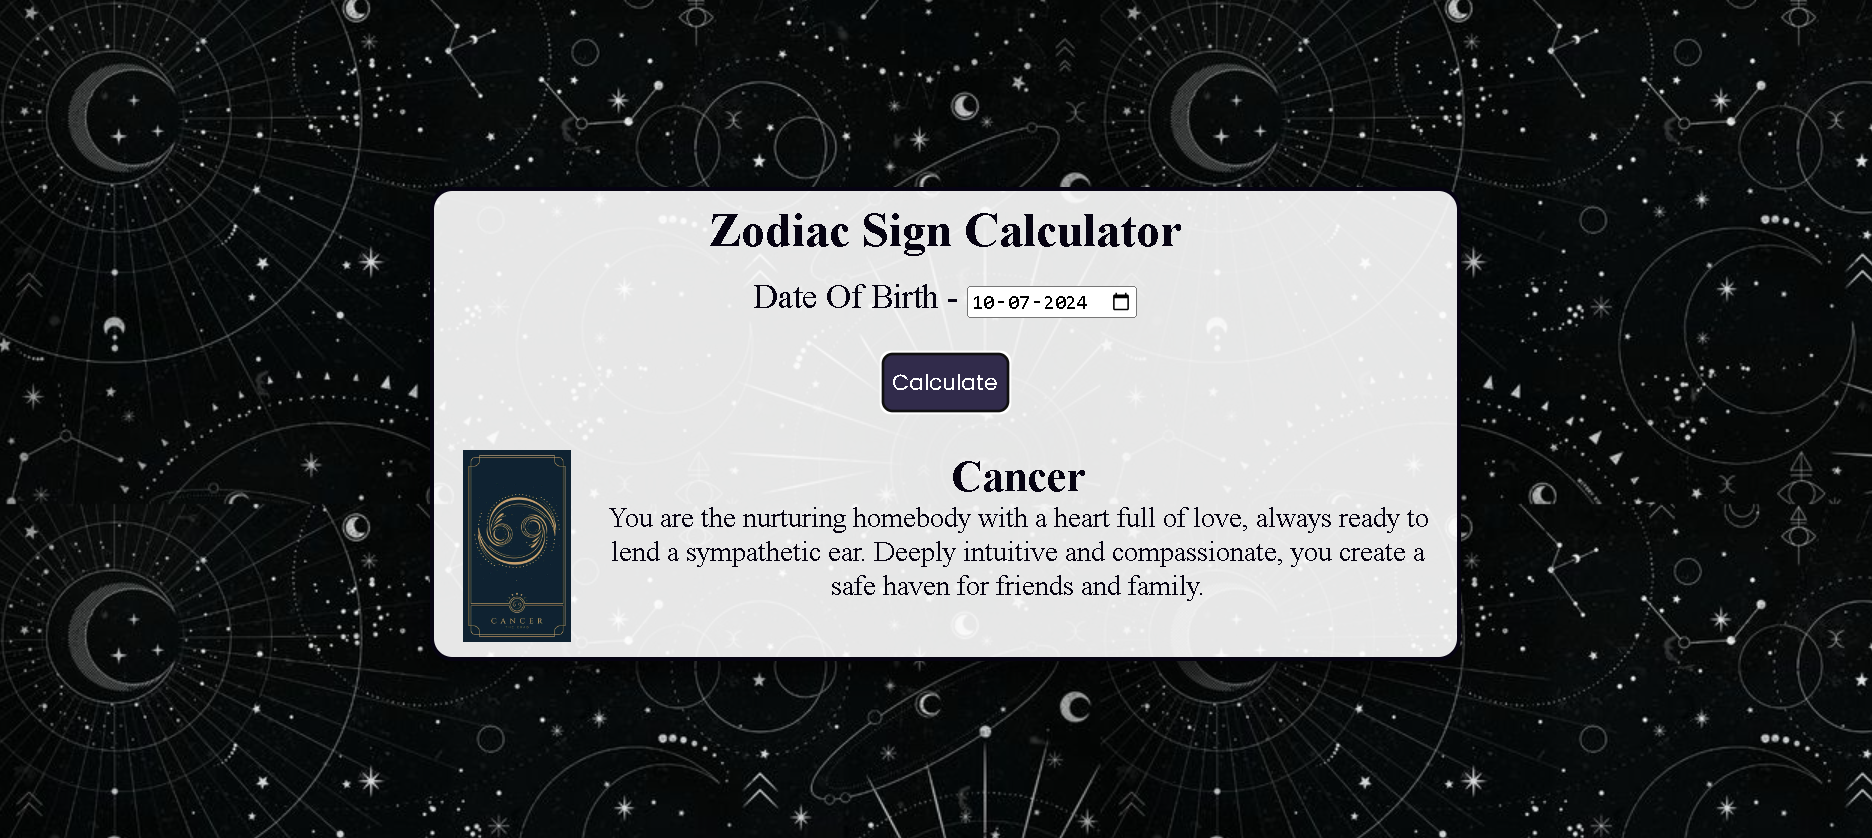 Zodiac Sign Calculator
Date Of Birth - 10-07-2024
Calculate
Cancer
You are the nurturing homebody with a heart full of love, always ready to
lend a sympathetic ear. Deeply intuitive and compassionate, you create a
safe haven for friends and family.
CANCER